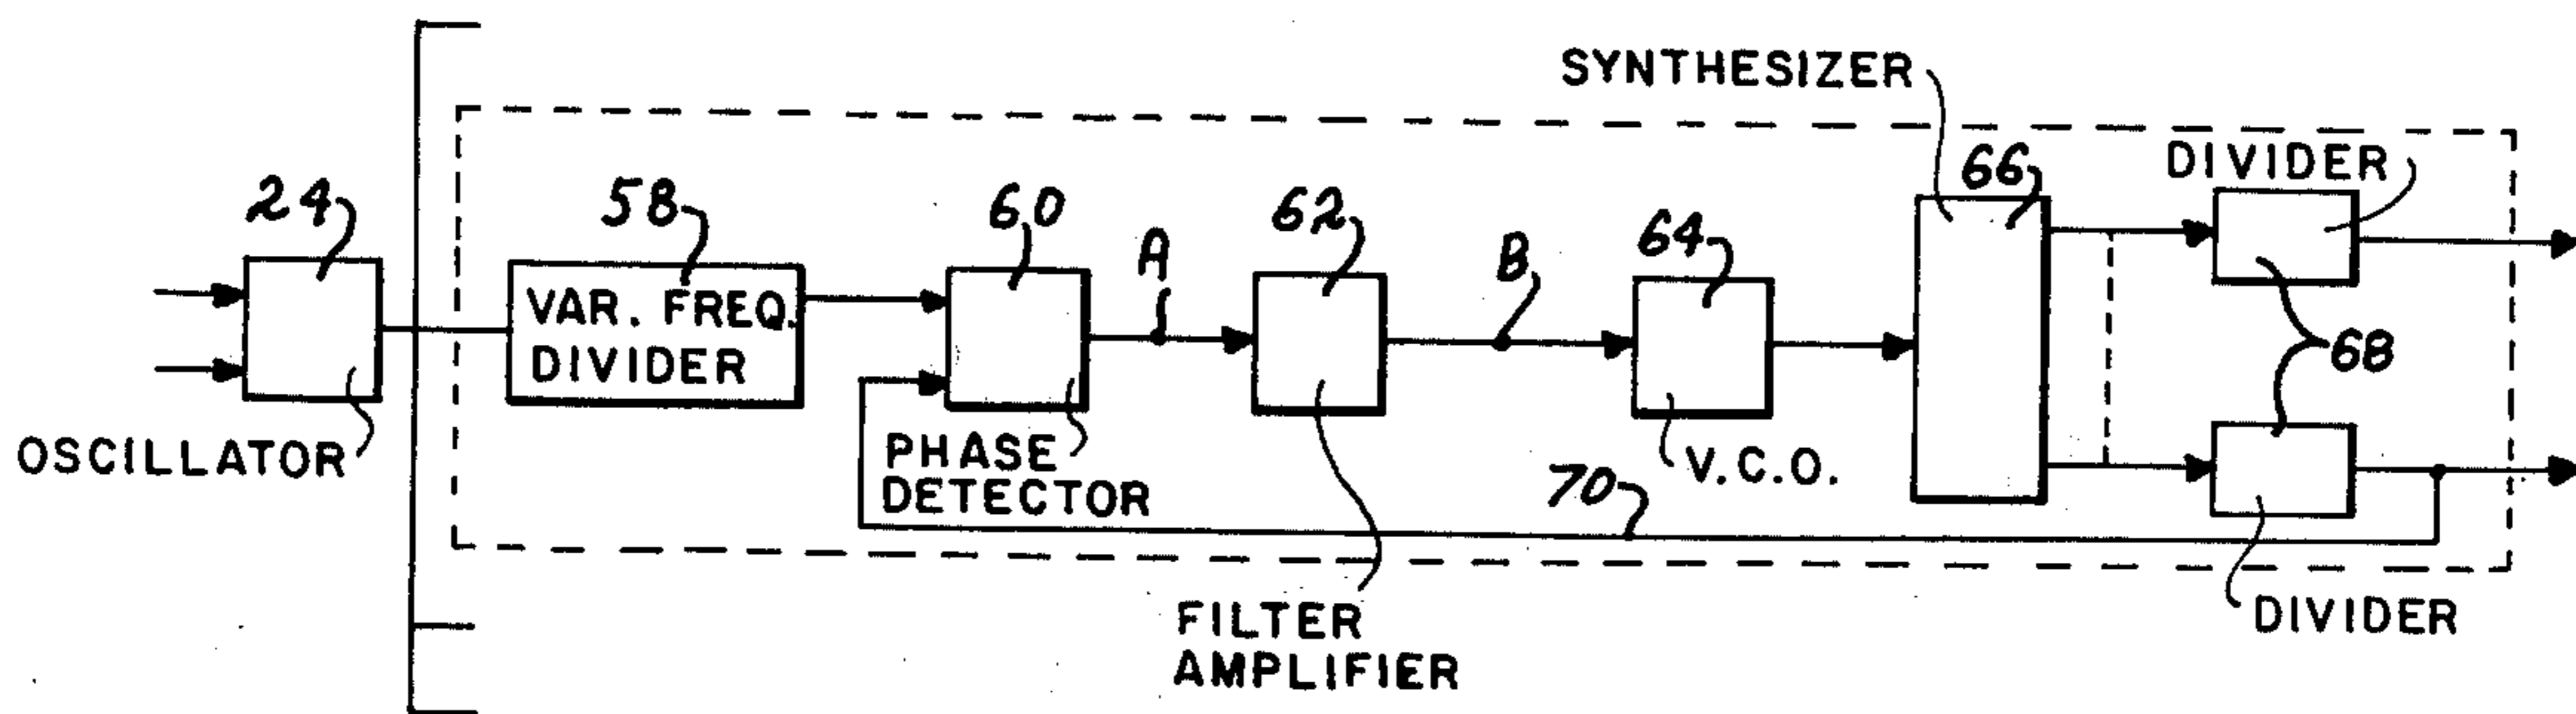 SYNTHESIZER
66
DIVIDER
24
58
60
A
62
B
64
VAR. FREQ.
DIVIDER
68
OSCILLATOR
PHASE
DETECTOR
70
V.C.O.
FILTER
AMPLIFIER
DIVIDER